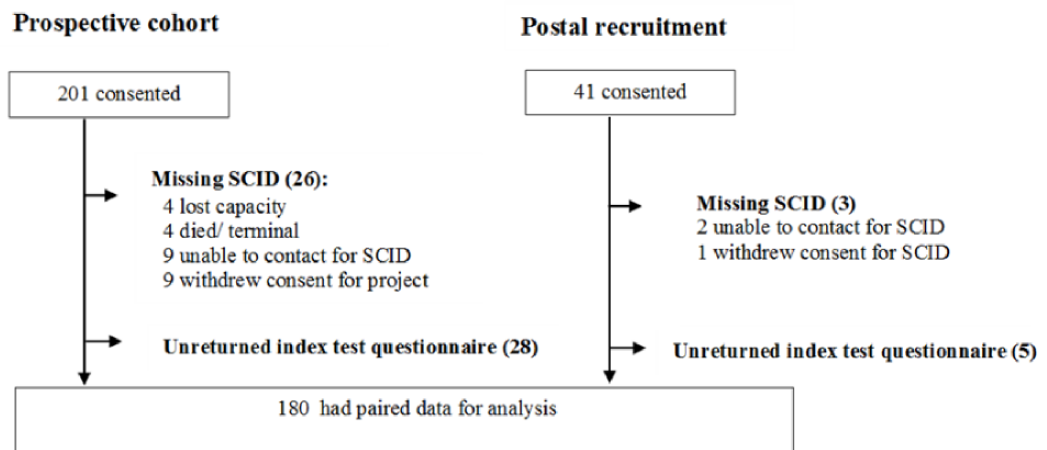 Prospective cohort
201 consented
Missing SCID (26):
4 lost capacity
4 died/ terminal
9 unable to contact for SCID
9 withdrew consent for project
Unreturned index test questionnaire (28)
Postal recruitment
41 consented
Missing SCID (3)
2 unable to contact for SCID
1 withdrew consent for SCID
Unreturned index test questionnaire (5)
180 had paired data for analysis